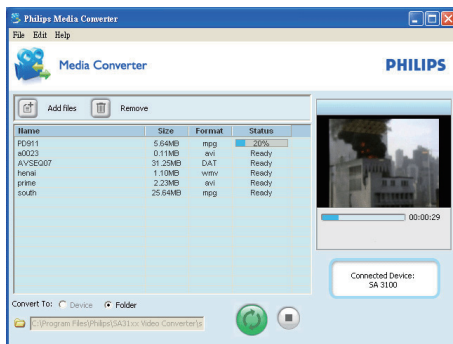 Philips Media Converter
File Edit Help
Media Converter
PHILIPS
Add files Remove
Name Size Format Status
PD911 5.64MB mpg 20%
a0023 0.11MB avi Ready
AVSEQ07 31.25MB DAT Ready
henai 1.10MB wmv Ready
prime 2.23MB avi Ready
south 25.64MB mpg Ready
00:00:29
Connected Device:
SA 3100
Convert To: Device Folder
C:\Program Files\Philips\SA31xx Video Converter\s